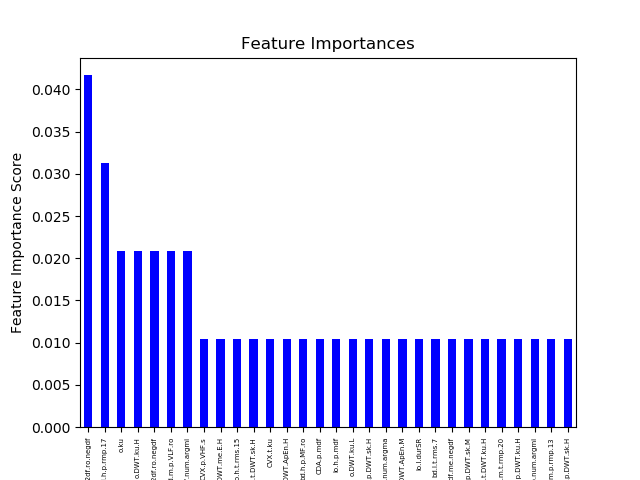 Feature Importances
Feature Importance Score
0.040
0.035
0.030
0.025
0.020
0.015
0.010
0.005
0.000
2df.ro.negdf
.h.p.rmp.17
o.ku
o.DWT.ku.H
2df.ro.negdf
.m.p.VLF.ro
.num.argmi
CVX.p.VHF.s
DWT.me.E.H
o.h.t.rms.15
.t.DWT.sk.H
CVX.t.ku
DWT.ApEn.H
bd.h.p.MF.ro
CDA.p.mdf
lo.h.p.mdf
o.DWT.ku.L
.p.DWT.sk.H
.num.argma
DWT.ApEn.M
lo.l.durSR
bd.l.t.rms.7
df.me.negdf
.p.DWT.sk.M
.t.DWT.ku.H
.m.t.rmp.20
p.DWT.ku.H
.num.argmi
m.p.rmp.13
.p.DWT.sk.H